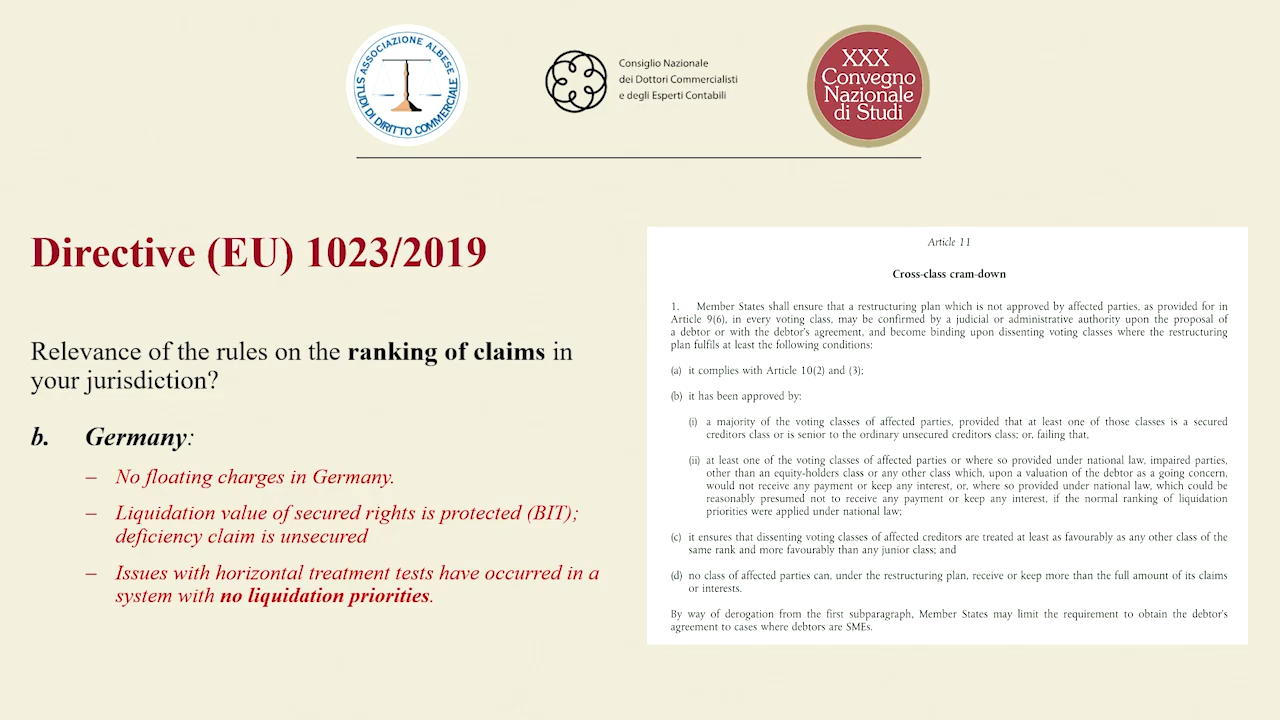 ASSOCIAZIONE ALBESE
STUDI DI DIRITTO COMMERCIALE
Consiglio Nazionale
dei Dottori Commercialisti
e degli Esperti Contabili
XXX
Convegno
Nazionale
di Studi
Directive (EU) 1023/2019
Relevance of the rules on the ranking of claims in
your jurisdiction?
b. Germany:
– No floating charges in Germany.
– Liquidation value of secured rights is protected (BIT);
deficiency claim is unsecured
– Issues with horizontal treatment tests have occurred in a
system with no liquidation priorities.
Article 11
Cross-class cram-down
1. Member States shall ensure that a restructuring plan which is not approved by affected parties, as provided for in
Article 9(6), in every voting class, may be confirmed by a judicial or administrative authority upon the proposal of
a debtor or with the debtor's agreement, and become binding upon dissenting voting classes where the restructuring
plan fulfils at least the following conditions:
(a) it complies with Article 10(2) and (3);
(b) it has been approved by:
(i) a majority of the voting classes of affected parties, provided that at least one of those classes is a secured
creditors class or is senior to the ordinary unsecured creditors class; or, failing that,
(ii) at least one of the voting classes of affected parties or where so provided under national law, impaired parties,
other than an equity-holders class or any other class which, upon a valuation of the debtor as a going concern,
would not receive any payment or keep any interest, or, where so provided under national law, which could be
reasonably presumed not to receive any payment or keep any interest, if the normal ranking of liquidation
priorities were applied under national law;
(c) it ensures that dissenting voting classes of affected creditors are treated at least as favourably as any other class of the
same rank and more favourably than any junior class; and
(d) no class of affected parties can, under the restructuring plan, receive or keep more than the full amount of its claims
or interests.
By way of derogation from the first subparagraph, Member States may limit the requirement to obtain the debtor's
agreement to cases where debtors are SMEs.